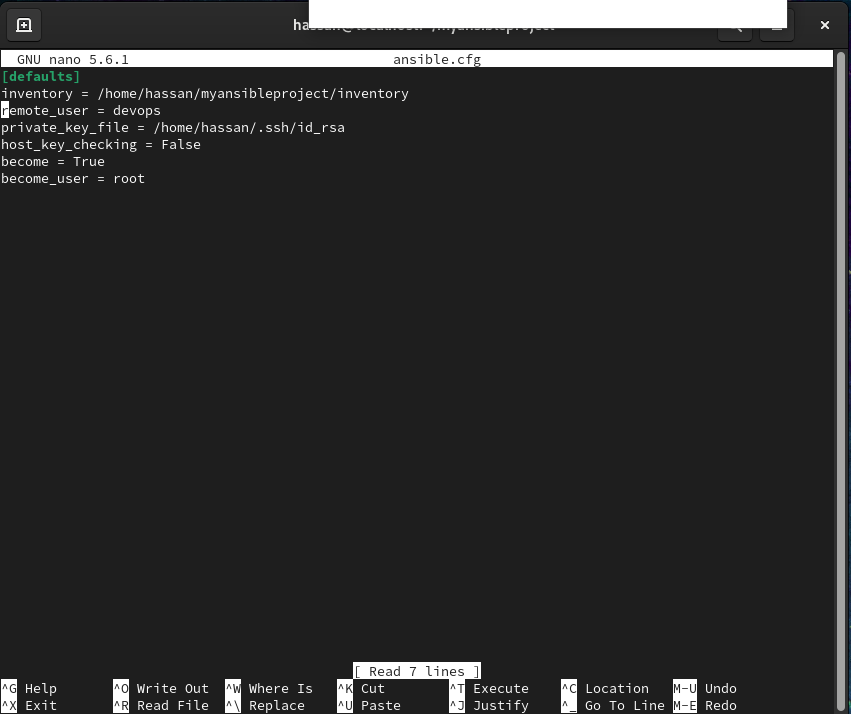 GNU nano 5.6.1 ansible.cfg
[defaults]
inventory = /home/hassan/myansibleproject/inventory
remote_user = devops
private_key_file = /home/hassan/.ssh/id_rsa
host_key_checking = False
become = True
become_user = root
[ Read 7 lines ]
^G Help ^O Write Out ^W Where Is ^K Cut ^T Execute ^C Location M-U Undo
^X Exit ^R Read File ^\ Replace ^U Paste ^J Justify ^_ Go To Line M-E Redo